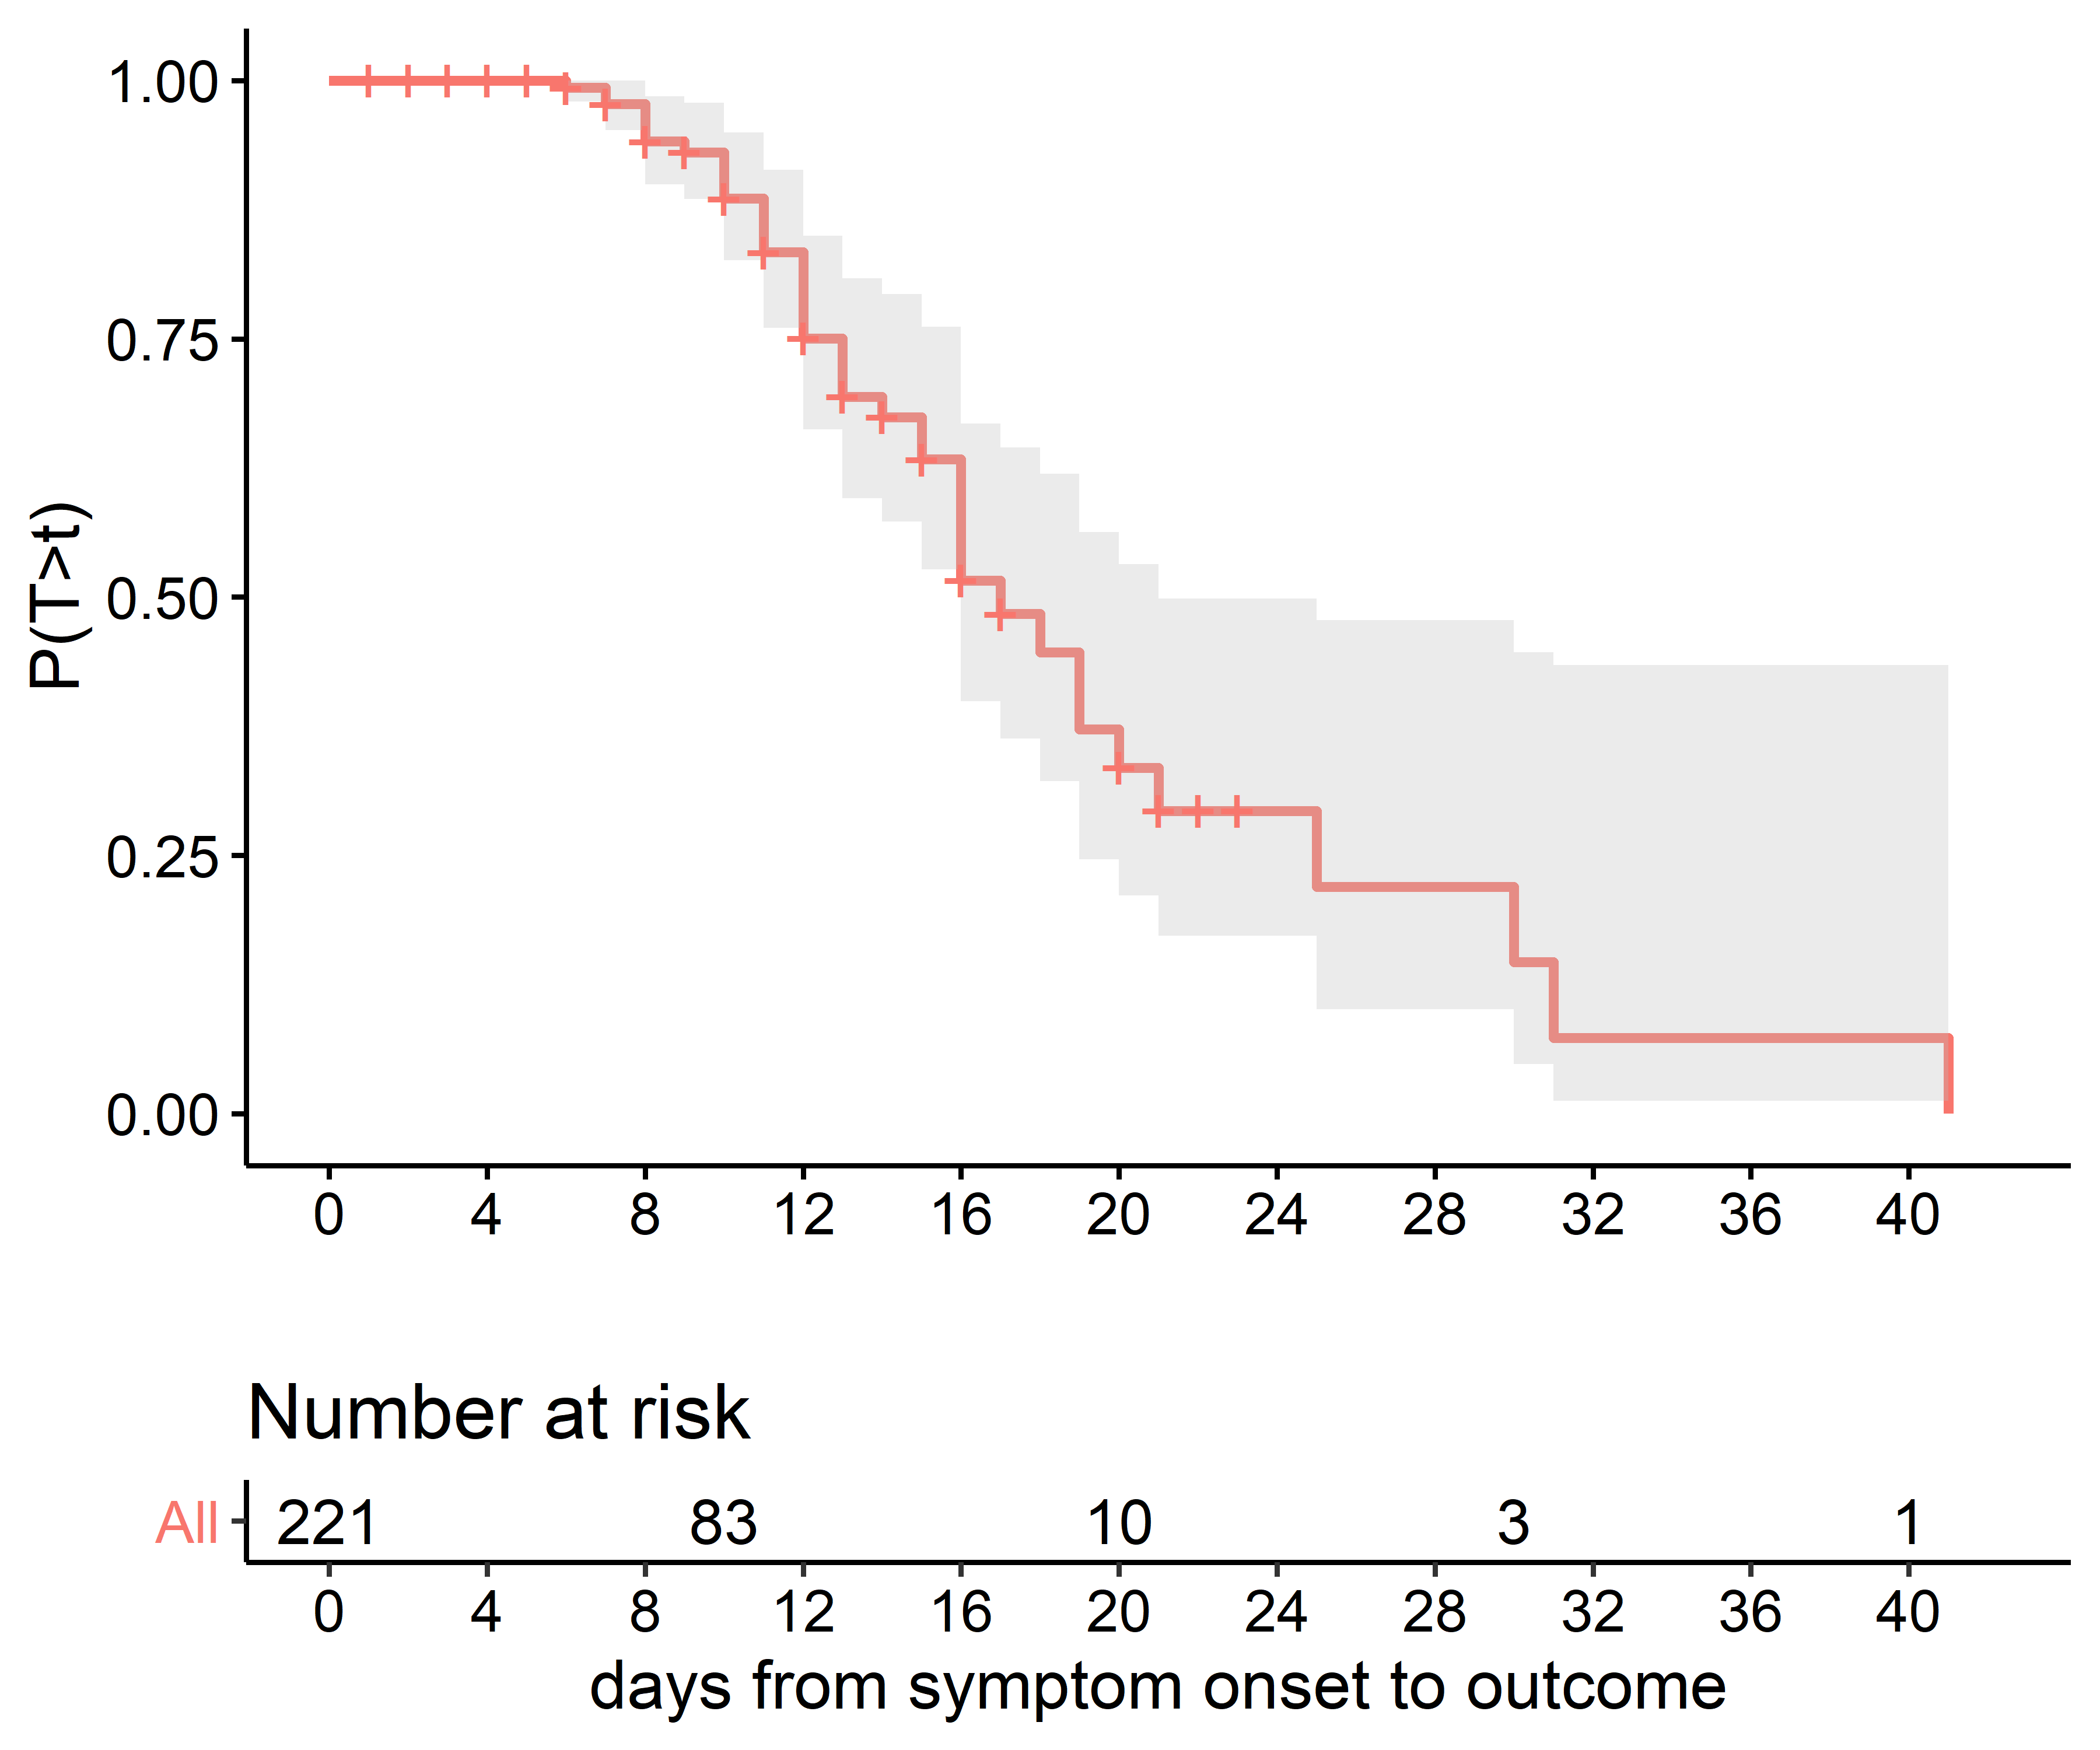 P(T>t)
1.00
0.75
0.50
0.25
0.00
0 4 8 12 16 20 24 28 32 36 40
Number at risk
All 221 83 10 3 1
0 4 8 12 16 20 24 28 32 36 40
days from symptom onset to outcome